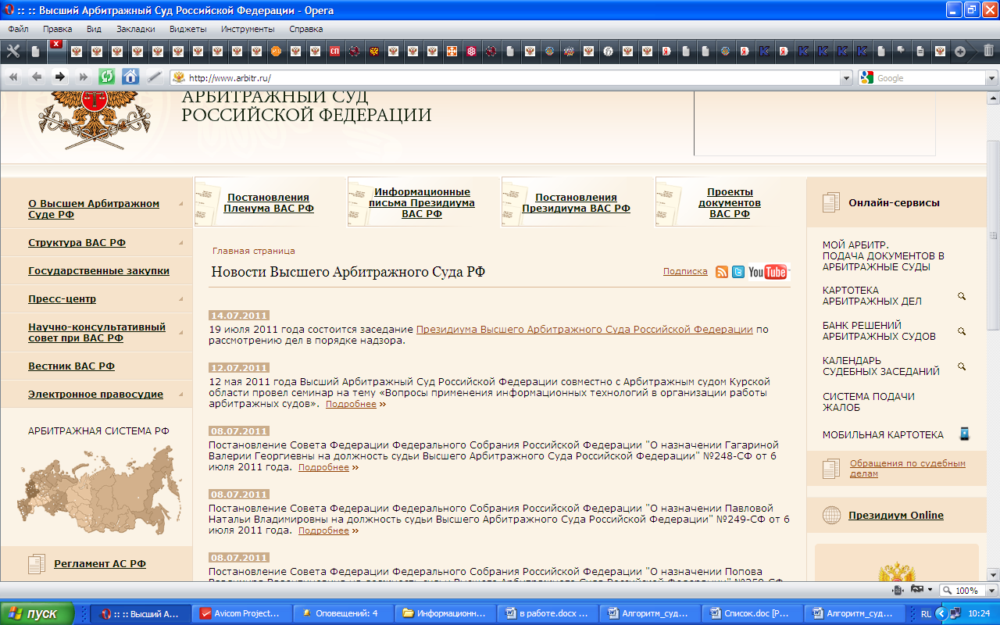 :: :: Высший Арбитражный Суд Российской Федерации - Opera
Файл Правка Вид Закладки Виджеты Инструменты Справка
http://www.arbitr.ru/
Google
АРБИТРАЖНЫЙ СУД
РОССИЙСКОЙ ФЕДЕРАЦИИ
О Высшем Арбитражном
Суде РФ
Структура ВАС РФ
Государственные закупки
Пресс-центр
Научно-консультативный
совет при ВАС РФ
Вестник ВАС РФ
Электронное правосудие
АРБИТРАЖНАЯ СИСТЕМА РФ
Регламент АС РФ
Постановления
Пленума ВАС РФ
Информационные
письма Президиума
ВАС РФ
Постановления
Президиума ВАС РФ
Проекты
документов
ВАС РФ
Главная страница
Новости Высшего Арбитражного Суда РФ
Подписка
You Tube
14.07.2011
19 июля 2011 года состоится заседание Президиума Высшего Арбитражного Суда Российской Федерации по
рассмотрению дел в порядке надзора.
12.07.2011
12 мая 2011 года Высший Арбитражный Суд Российской Федерации совместно с Арбитражным судом Курской
области провел семинар на тему «Вопросы применения информационных технологий в организации работы
арбитражных судов». Подробнее »
08.07.2011
Постановление Совета Федерации Федерального Собрания Российской Федерации "О назначении Гагариной
Валерии Георгиевны на должность судьи Высшего Арбитражного Суда Российской Федерации" №248-СФ от 6
июля 2011 года. Подробнее »
08.07.2011
Постановление Совета Федерации Федерального Собрания Российской Федерации "О назначении Павловой
Натальи Владимировны на должность судьи Высшего Арбитражного Суда Российской Федерации" №249-СФ от 6
июля 2011 года. Подробнее »
08.07.2011
Постановление Совета Федерации Федерального Собрания Российской Федерации "О назначении Попова
Онлайн-сервисы
МОЙ АРБИТР.
ПОДАЧА ДОКУМЕНТОВ В
АРБИТРАЖНЫЕ СУДЫ
КАРТОТЕКА
АРБИТРАЖНЫХ ДЕЛ
БАНК РЕШЕНИЙ
АРБИТРАЖНЫХ СУДОВ
КАЛЕНДАРЬ
СУДЕБНЫХ ЗАСЕДАНИЙ
СИСТЕМА ПОДАЧИ
ЖАЛОБ
МОБИЛЬНАЯ КАРТОТЕКА
Обращения по судебным
делам
Президиум Online
100%
пуск
:: :: Высший А...
Avicom Project...
Оповещений: 4
Информационн...
в работе.docx ...
Алгоритм_суд...
Список.doc [Р...
Алгоритм_суд...
RU
10:24